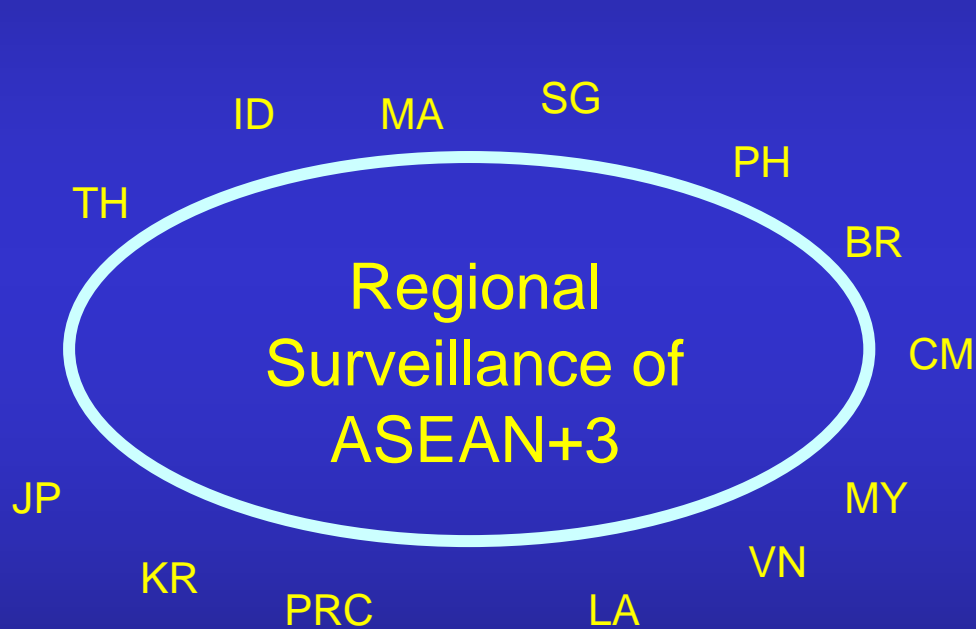 ID
MA
SG
PH
TH
BR
Regional
Surveillance of
ASEAN+3
CM
JP
MY
KR
VN
PRC
LA